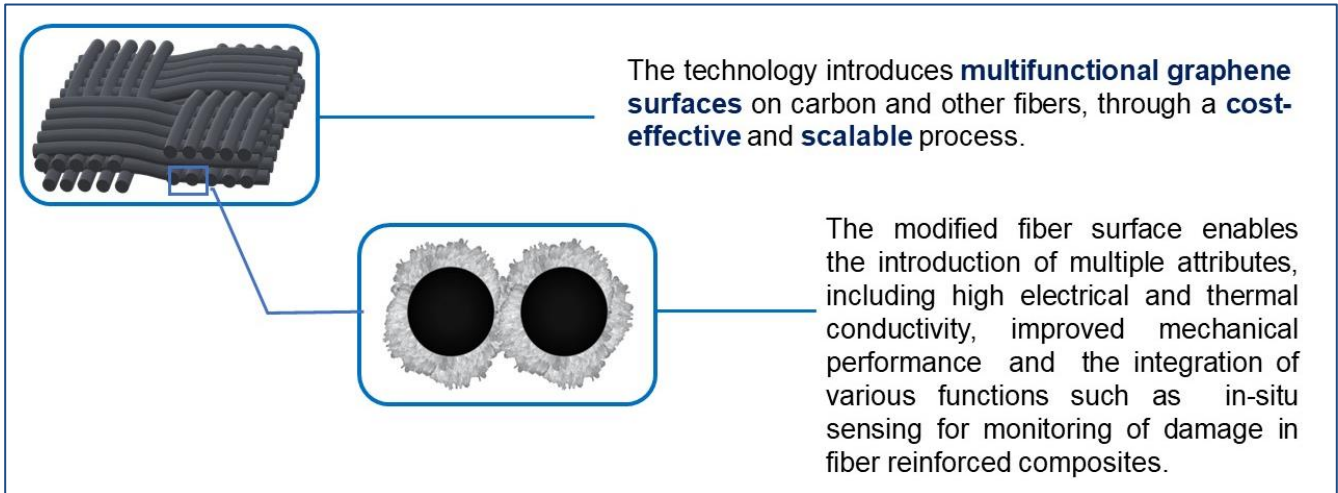 The technology introduces multifunctional graphene
surfaces on carbon and other fibers, through a cost-
effective and scalable process.
The modified fiber surface enables
the introduction of multiple attributes,
including high electrical and thermal
conductivity, improved mechanical
performance and the integration of
various functions such as in-situ
sensing for monitoring of damage in
fiber reinforced composites.